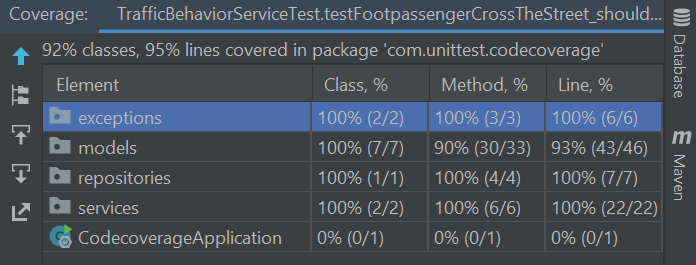 Coverage: TrafficBehaviorServiceTest.testFootpassengerCrossTheStreet_should...
92% classes, 95% lines covered in package 'com.unittest.codecoverage'
Element Class, % Method, % Line, %
exceptions 100% (2/2) 100% (3/3) 100% (6/6)
models 100% (7/7) 90% (30/33) 93% (43/46)
repositories 100% (1/1) 100% (4/4) 100% (7/7)
services 100% (2/2) 100% (6/6) 100% (22/22)
CodecoverageApplication 0% (0/1) 0% (0/1) 0% (0/1)
Database
m Maven